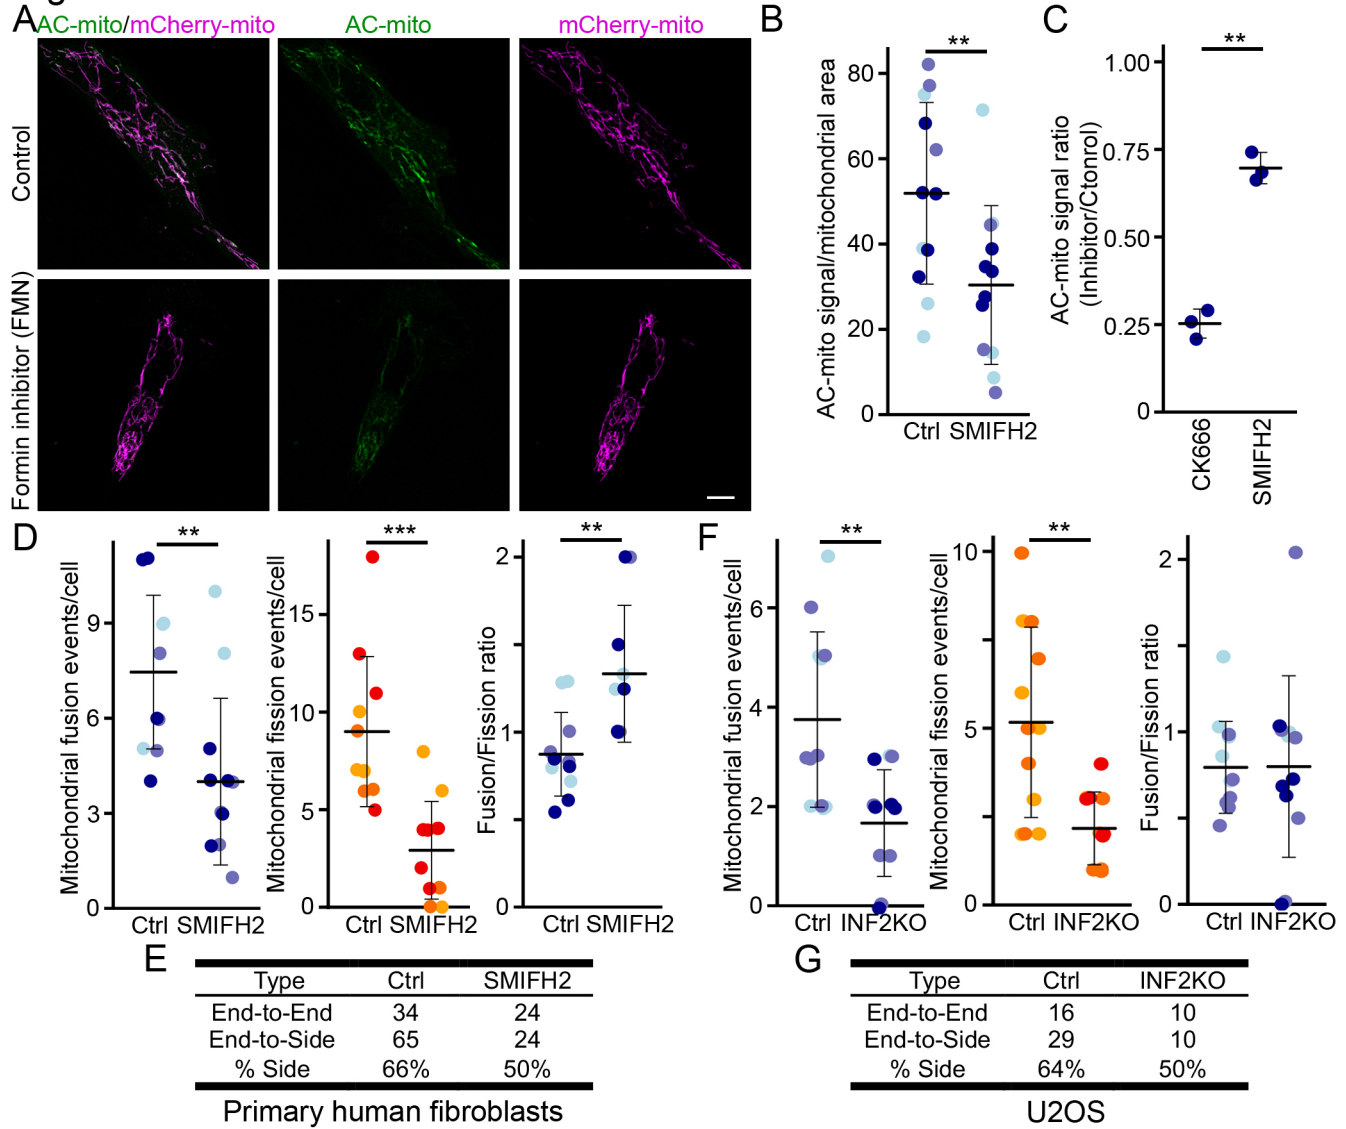 A
AC-mito/mCherry-mito
AC-mito
mCherry-mito
Control
Formin inhibitor (FMN)
B
AC-mito signal/mitochondrial area
80
60
40
20
0
**
Ctrl SMIFH2
C
AC-mito signal ratio
(Inhibitor/Ctonrol)
1.00
0.75
0.50
0.25
0
**
CK666
SMIFH2
D
Mitochondrial fusion events/cell
9
6
3
0
**
Ctrl SMIFH2
Mitochondrial fission events/cell
15
10
5
0
***
Ctrl SMIFH2
Fusion/Fission ratio
2
1
0
**
Ctrl SMIFH2
F
Mitochondrial fusion events/cell
6
4
2
0
**
Ctrl INF2KO
Mitochondrial fission events/cell
10
5
0
**
Ctrl INF2KO
Fusion/Fission ratio
2
1
0
Ctrl INF2KO
E
Type Ctrl SMIFH2
End-to-End 34 24
End-to-Side 65 24
% Side 66% 50%
Primary human fibroblasts
G
Type Ctrl INF2KO
End-to-End 16 10
End-to-Side 29 10
% Side 64% 50%
U2OS